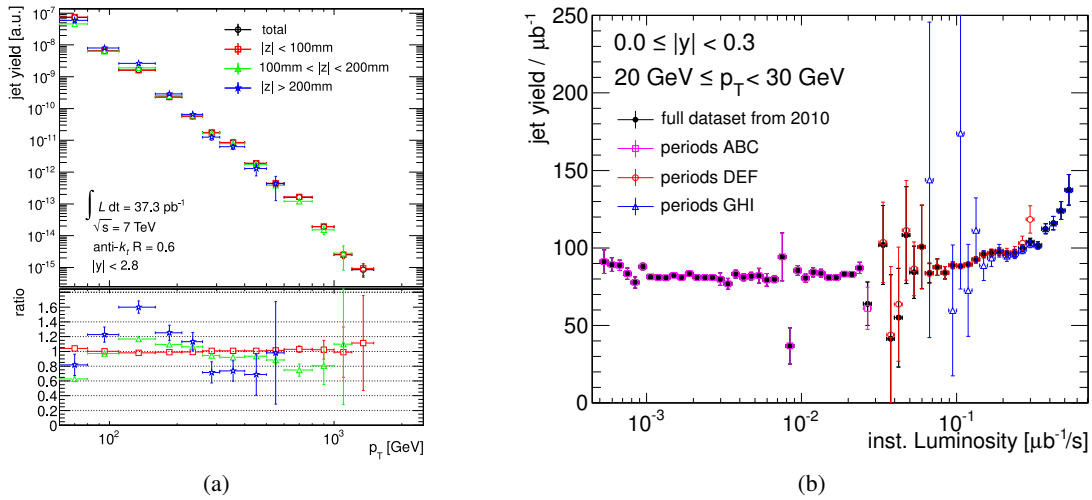 jet yield [a.u.]
10⁻⁷
10⁻⁸
10⁻⁹
10⁻¹⁰
10⁻¹¹
10⁻¹²
10⁻¹³
10⁻¹⁴
10⁻¹⁵
total
|z| < 100mm
100mm < |z| < 200mm
|z| > 200mm
∫ L dt = 37.3 pb⁻¹
√s = 7 TeV
anti-kₜ R = 0.6
|y| < 2.8
ratio
1.6
1.4
1.2
1
0.8
0.6
0.4
0.2
0
10²
10³
p_T [GeV]
(a)
jet yield / μb⁻¹
250
200
150
100
50
0
0.0 ≤ |y| < 0.3
20 GeV ≤ p_T < 30 GeV
full dataset from 2010
periods ABC
periods DEF
periods GHI
10⁻³
10⁻²
10⁻¹
inst. Luminosity [μb⁻¹/s]
(b)